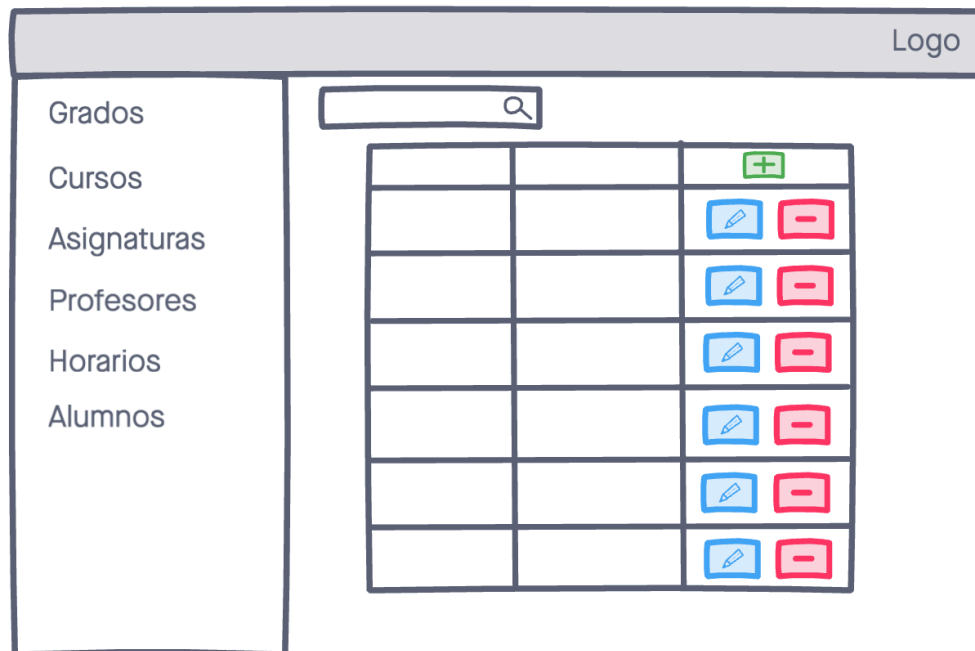 Logo
Grados
Cursos
Asignaturas
Profesores
Horarios
Alumnos